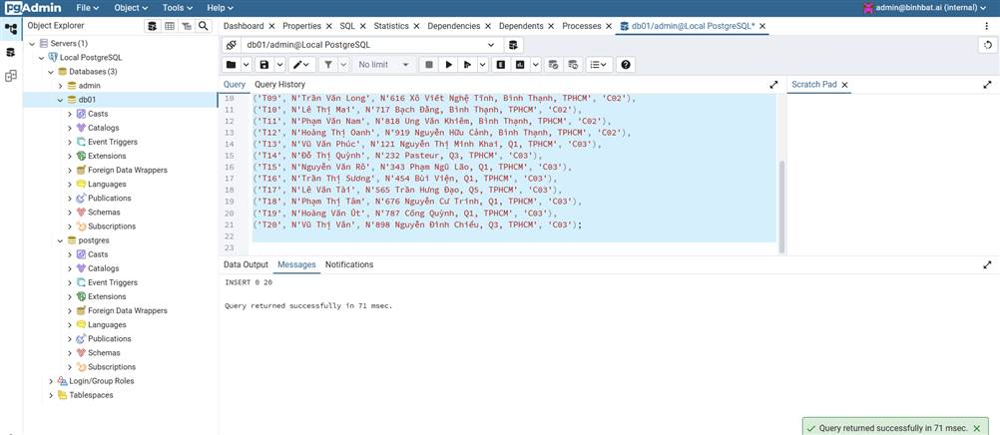 pgAdmin File Object Tools Help admin@binhbat.ai (internal)
Object Explorer Dashboard Properties SQL Statistics Dependencies Dependents Processes db01/admin@Local PostgreSQL*
Servers (1)
Local PostgreSQL
Databases (3)
admin
db01
Casts
Catalogs
Event Triggers
Extensions
Foreign Data Wrappers
Languages
Publications
Schemas
Subscriptions
postgres
Casts
Catalogs
Event Triggers
Extensions
Foreign Data Wrappers
Languages
Publications
Schemas
Subscriptions
Login/Group Roles
Tablespaces
db01/admin@Local PostgreSQL
No limit
Query Query History
Scratch Pad
10 ('T09', N'Trần Văn Long', N'616 Xô Viết Nghệ Tĩnh, Bình Thạnh, TPHCM', 'C02'),
11 ('T10', N'Lê Thị Mai', N'717 Bạch Đằng, Bình Thạnh, TPHCM', 'C02'),
12 ('T11', N'Phạm Văn Nam', N'818 Ung Văn Khiêm, Bình Thạnh, TPHCM', 'C02'),
13 ('T12', N'Hoàng Thị Oanh', N'919 Nguyễn Hữu Cảnh, Bình Thạnh, TPHCM', 'C02'),
14 ('T13', N'Vũ Văn Phúc', N'121 Nguyễn Thị Minh Khai, Q1, TPHCM', 'C03'),
15 ('T14', N'Đỗ Thị Quỳnh', N'232 Pasteur, Q3, TPHCM', 'C03'),
16 ('T15', N'Nguyễn Văn Rô', N'343 Phạm Ngũ Lão, Q1, TPHCM', 'C03'),
17 ('T16', N'Trần Thị Sương', N'454 Bùi Viện, Q1, TPHCM', 'C03'),
18 ('T17', N'Lê Văn Tài', N'565 Trần Hưng Đạo, Q5, TPHCM', 'C03'),
19 ('T18', N'Phạm Thị Tâm', N'676 Nguyễn Cư Trinh, Q1, TPHCM', 'C03'),
20 ('T19', N'Hoàng Văn Út', N'787 Cống Quỳnh, Q1, TPHCM', 'C03'),
21 ('T20', N'Vũ Thị Vân', N'898 Nguyễn Đình Chiểu, Q3, TPHCM', 'C03');
22
23
Data Output Messages Notifications
INSERT 0 20
Query returned successfully in 71 msec.
Query returned successfully in 71 msec.